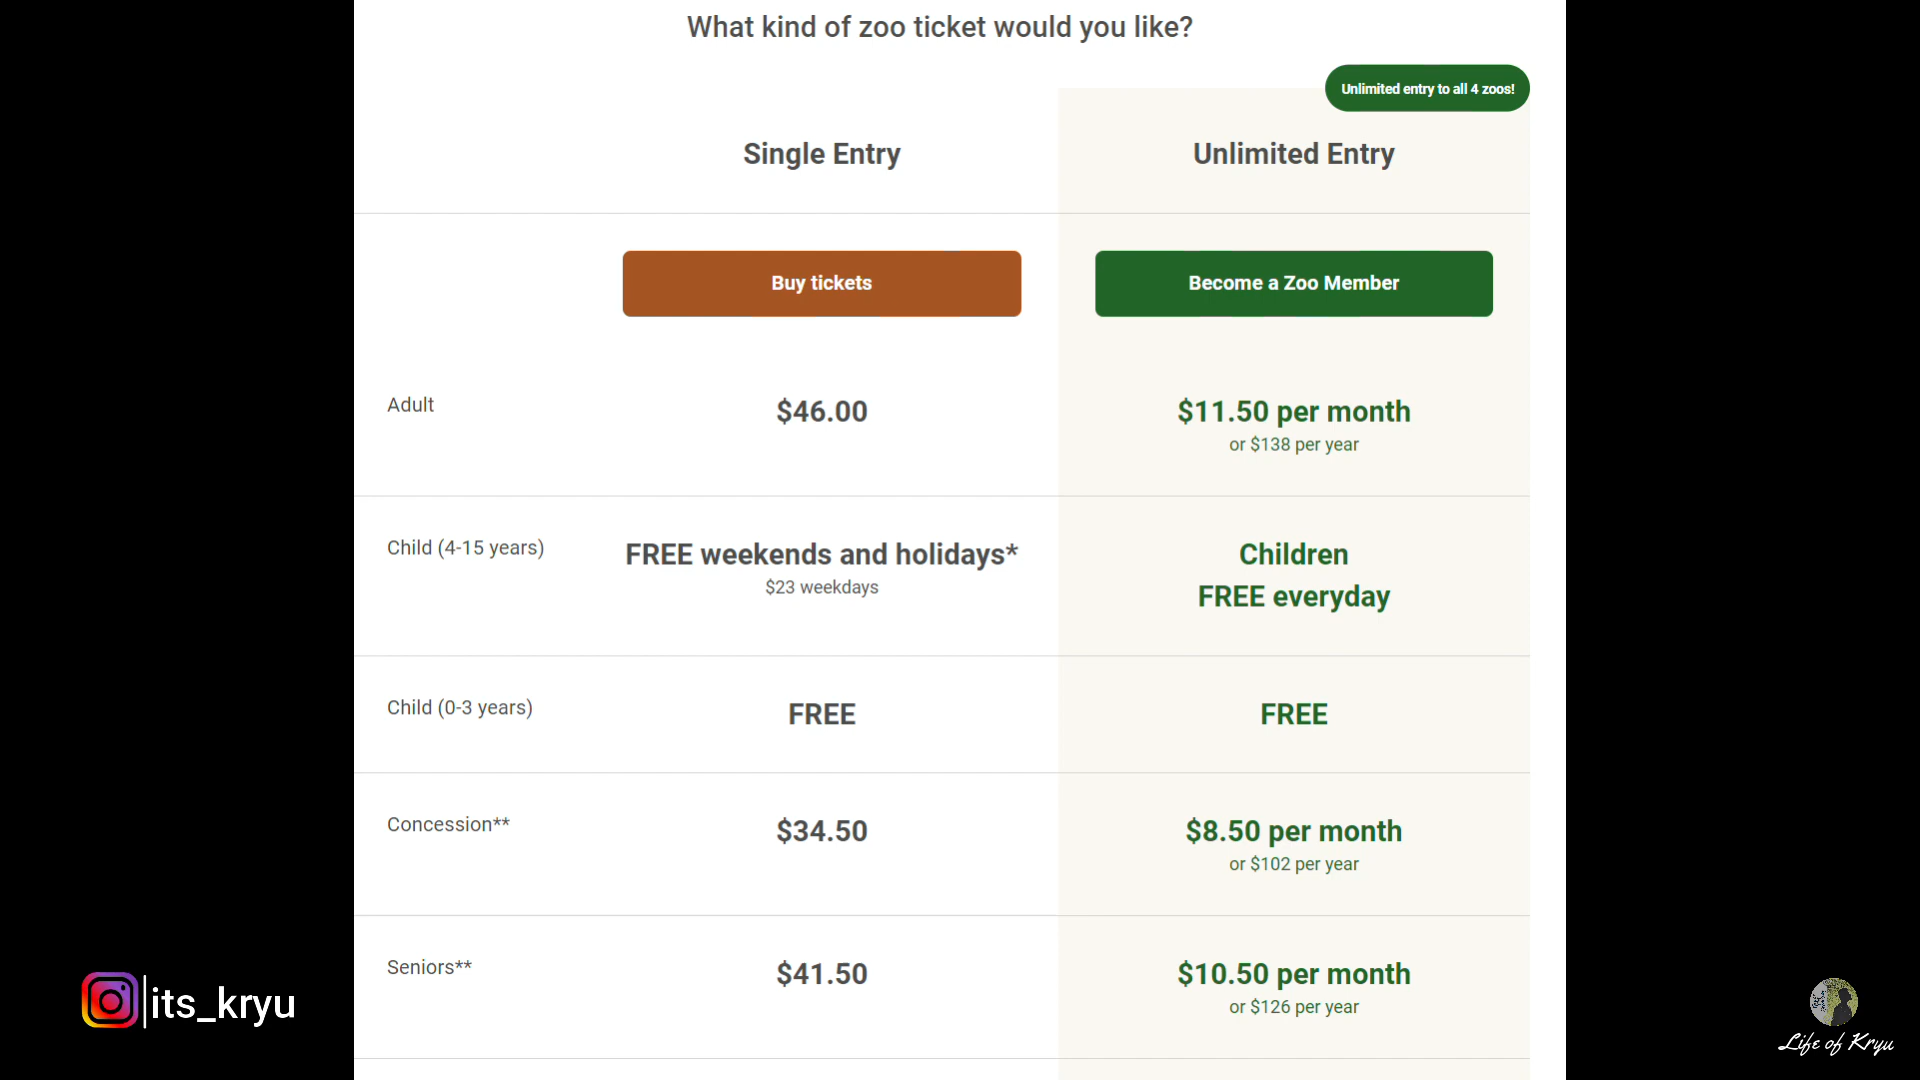 What kind of zoo ticket would you like?
Unlimited entry to all 4 zoos!
Single Entry
Unlimited Entry
Buy tickets
Become a Zoo Member
Adult
$46.00
$11.50 per month
or $138 per year
Child (4-15 years)
FREE weekends and holidays*
$23 weekdays
Children
FREE everyday
Child (0-3 years)
FREE
FREE
Concession**
$34.50
$8.50 per month
or $102 per year
Seniors**
$41.50
$10.50 per month
or $126 per year
its_kryu
Life of Kryu